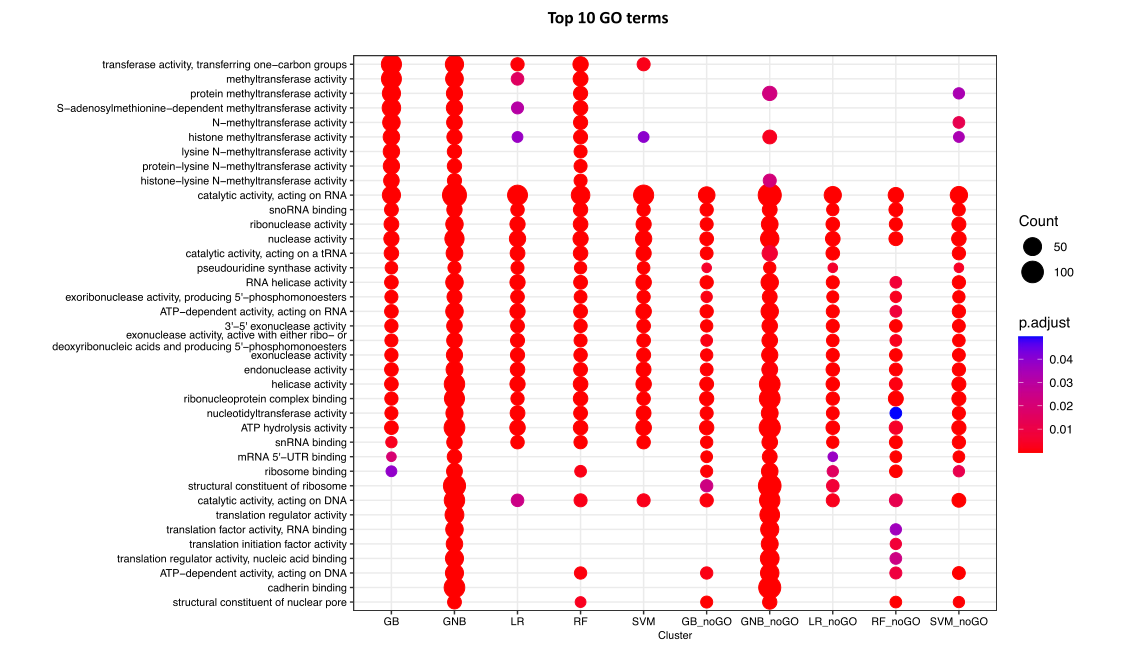 Top 10 GO terms
transferase activity, transferring one−carbon groups
methyltransferase activity
protein methyltransferase activity
S−adenosylmethionine−dependent methyltransferase activity
N−methyltransferase activity
histone methyltransferase activity
lysine N−methyltransferase activity
protein−lysine N−methyltransferase activity
histone−lysine N−methyltransferase activity
catalytic activity, acting on RNA
snoRNA binding
ribonuclease activity
nuclease activity
catalytic activity, acting on a tRNA
pseudouridine synthase activity
RNA helicase activity
exoribonuclease activity, producing 5'−phosphomonoesters
ATP−dependent activity, acting on RNA
3'−5' exonuclease activity
exonuclease activity, active with either ribo− or
deoxyribonucleic acids and producing 5'−phosphomonoesters
exonuclease activity
endonuclease activity
helicase activity
ribonucleoprotein complex binding
nucleotidyltransferase activity
ATP hydrolysis activity
snRNA binding
mRNA 5'−UTR binding
ribosome binding
structural constituent of ribosome
catalytic activity, acting on DNA
translation regulator activity
translation factor activity, RNA binding
translation initiation factor activity
translation regulator activity, nucleic acid binding
ATP−dependent activity, acting on DNA
cadherin binding
structural constituent of nuclear pore
GB GNB LR RF SVM GB_noGO GNB_noGO LR_noGO RF_noGO SVM_noGO
Cluster
Count
50
100
p.adjust
0.04
0.03
0.02
0.01